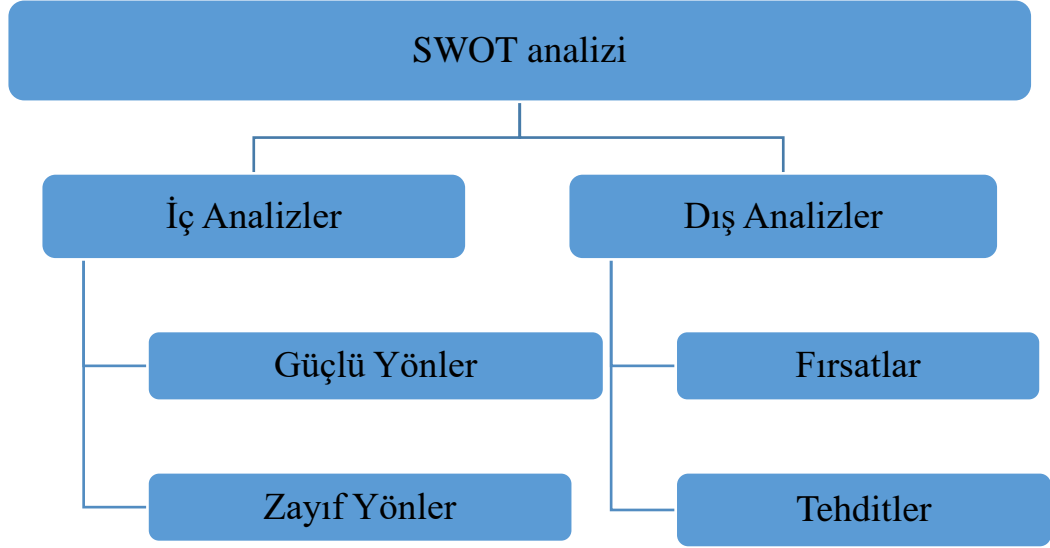 SWOT analizi
İç Analizler
Dış Analizler
Güçlü Yönler
Fırsatlar
Zayıf Yönler
Tehditler